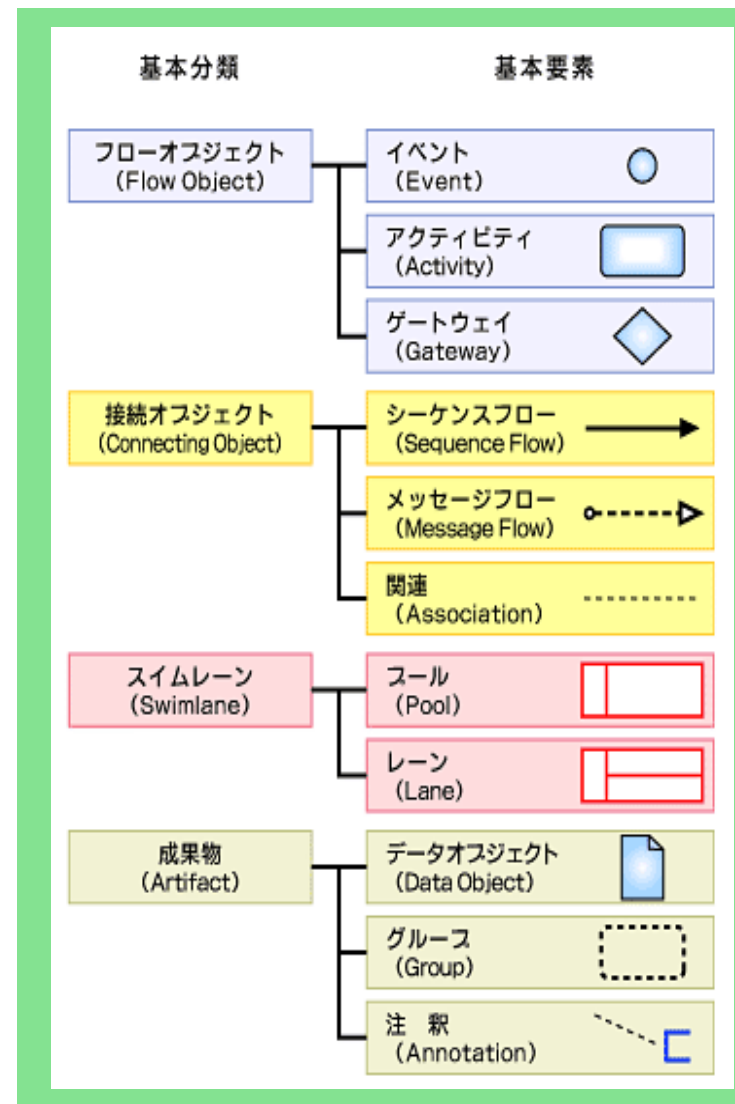 基本分類
基本要素
フローオブジェクト
(Flow Object)
イベント
(Event)
アクティビティ
(Activity)
ゲートウェイ
(Gateway)
接続オブジェクト
(Connecting Object)
シーケンスフロー
(Sequence Flow)
メッセージフロー
(Message Flow)
関連
(Association)
スイムレーン
(Swimlane)
プール
(Pool)
レーン
(Lane)
成果物
(Artifact)
データオブジェクト
(Data Object)
グループ
(Group)
注 釈
(Annotation)